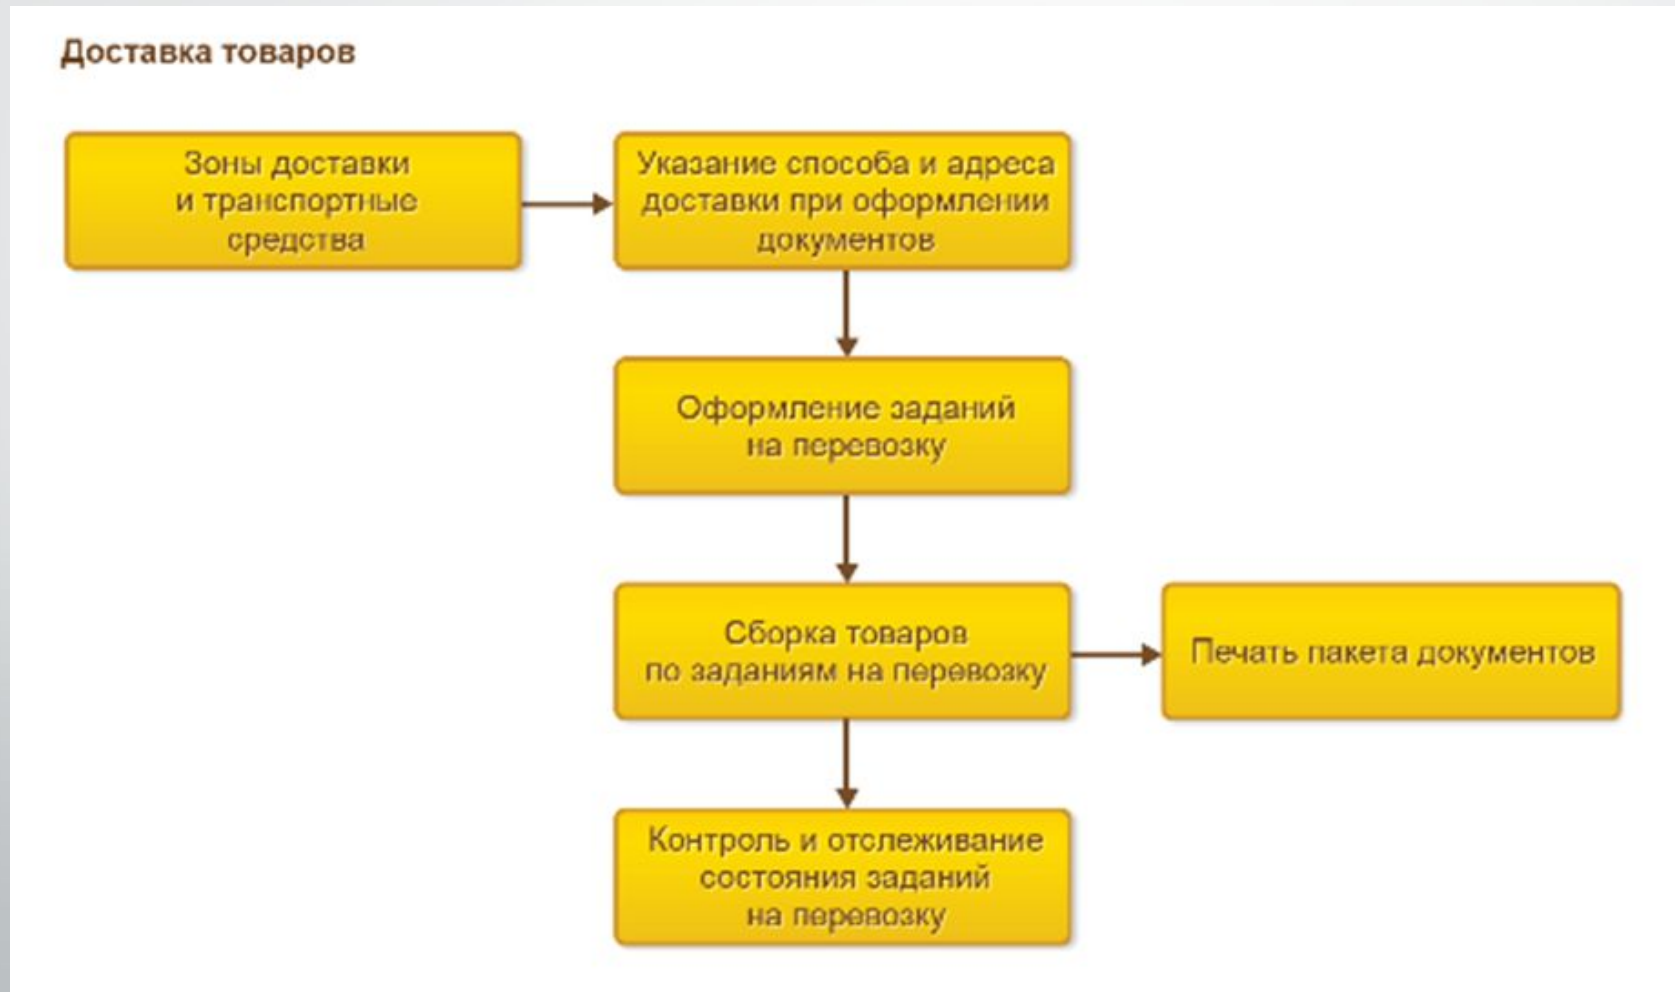 Доставка товаров
Зоны доставки
и транспортные
средства
Указание способа и адреса
доставки при оформлении
документов
Оформление заданий
на перевозку
Сборка товаров
по заданиям на перевозку
Печать пакета документов
Контроль и отслеживание
состояния заданий
на перевозку